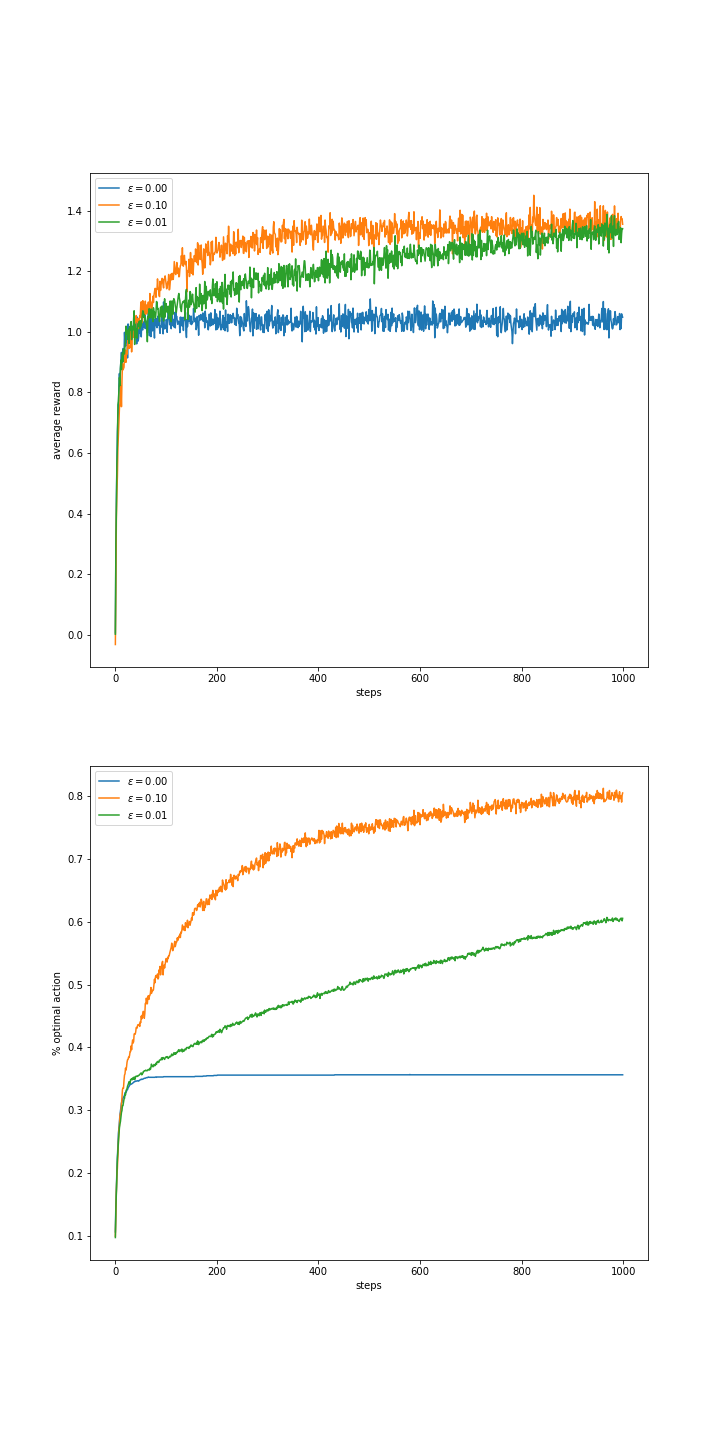 ε = 0.00
ε = 0.10
ε = 0.01
1.4
1.2
1.0
0.8
0.6
0.4
0.2
0.0
average reward
0 200 400 600 800 1000
steps
ε = 0.00
ε = 0.10
ε = 0.01
0.8
0.7
0.6
0.5
0.4
0.3
0.2
0.1
% optimal action
0 200 400 600 800 1000
steps